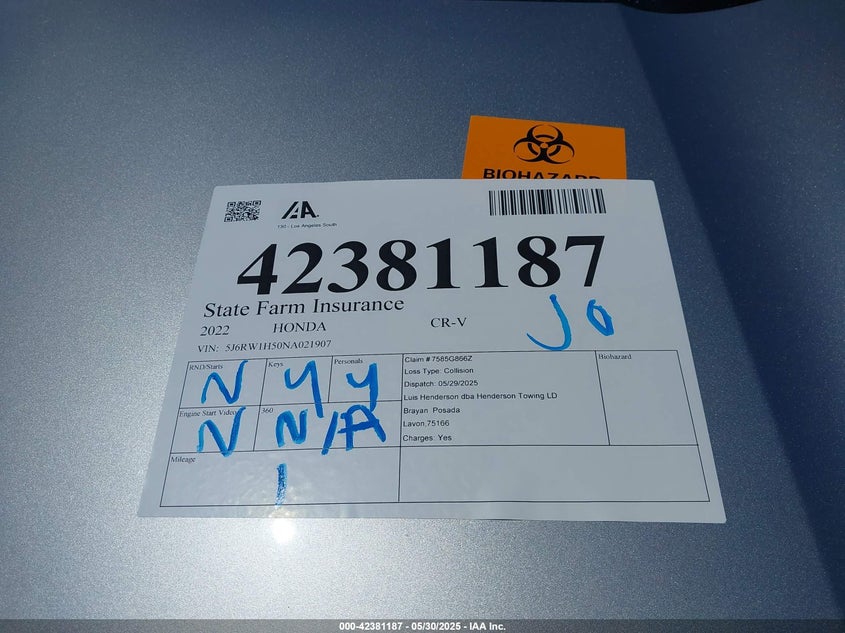 BIOHAZARD
IAA.
130 - Los Angeles South
42381187
State Farm Insurance
2022 HONDA CR-V
Jo
VIN: 5J6RW1H50NA021907
RND/Starts Keys Personals
N Y Y
Engine Start Video 360
N N/A
Mileage
1
Claim # 7585G866Z
Loss Type: Collision
Dispatch: 05/29/2025
Luis Henderson dba Henderson Towing LD
Brayan Posada
Lavon,75166
Charges: Yes
Biohazard
000-42381187 - 05/30/2025 - IAA Inc.